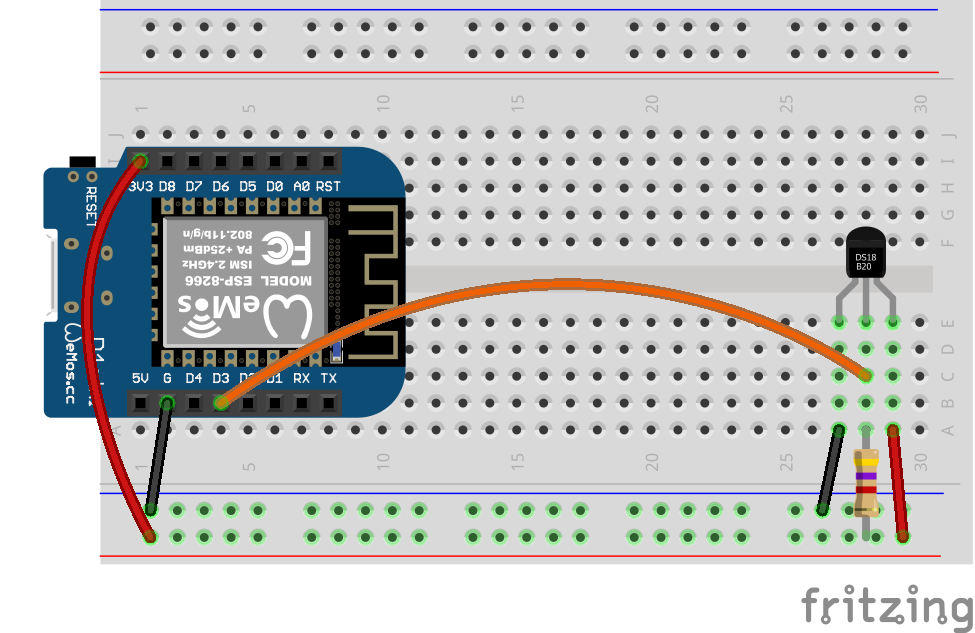 1 5 10 15 20 25 30
J J
I I
H
G
F
RESET
3V3 D8 D7 D6 D5 D0 A0 RST
802.11b/g/n
PA +25dBm
ISM 2.4GHz
FC
MODEL ESP-8266
WeMos
DS18
B20
WeMos.cc
D1
E
D
C
B
5V G D4 D3 D2 D1 RX TX
A A
1 5 10 15 20 25 30
fritzing